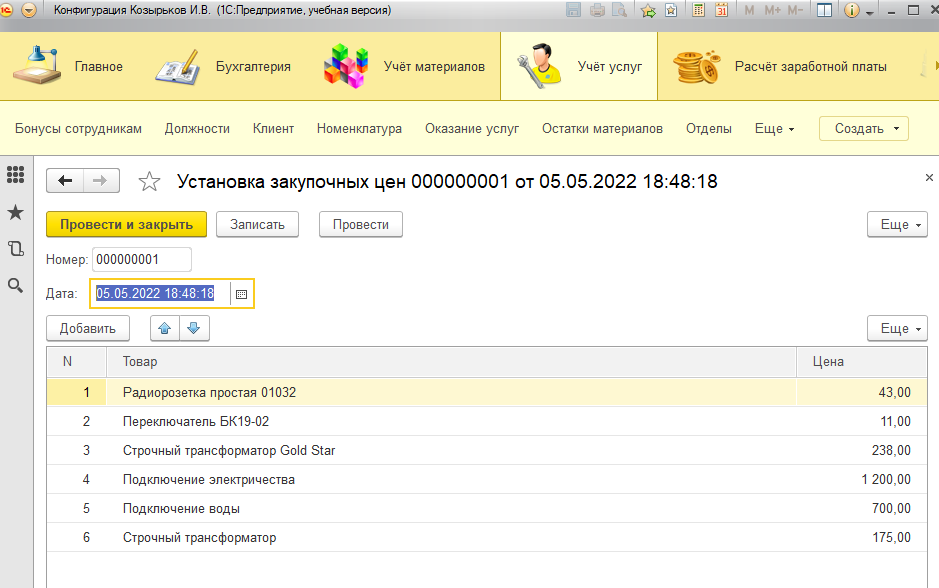 Конфигурация Козырьков И.В. (1С:Предприятие, учебная версия) M M+ M-
Главное Бухгалтерия Учёт материалов Учёт услуг Расчёт заработной платы
Бонусы сотрудникам Должности Клиент Номенклатура Оказание услуг Остатки материалов Отделы Еще Создать
Установка закупочных цен 000000001 от 05.05.2022 18:48:18
Провести и закрыть Записать Провести Еще
Номер: 000000001
Дата: 05.05.2022 18:48:18
Добавить Еще
N Товар Цена
1 Радиорозетка простая 01032 43,00
2 Переключатель БК19-02 11,00
3 Строчный трансформатор Gold Star 238,00
4 Подключение электричества 1 200,00
5 Подключение воды 700,00
6 Строчный трансформатор 175,00